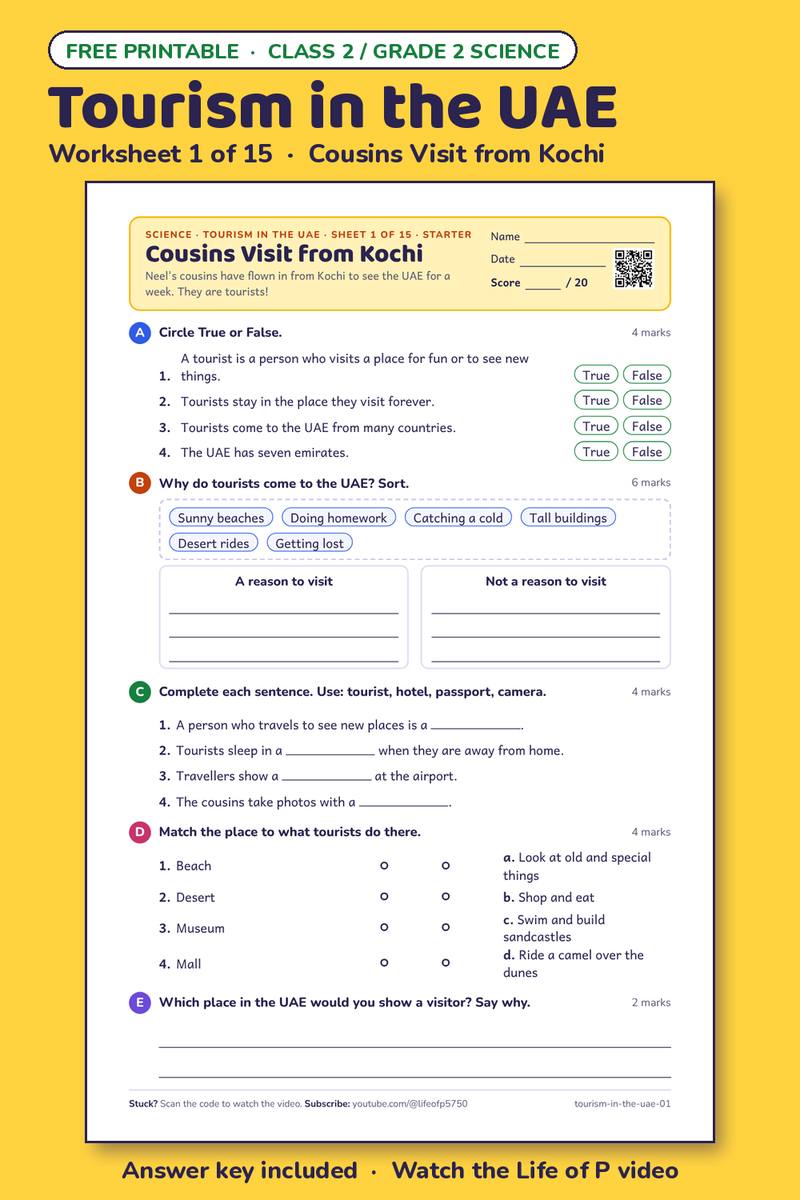 FREE PRINTABLE · CLASS 2 / GRADE 2 SCIENCE
Tourism in the UAE
Worksheet 1 of 15 · Cousins Visit from Kochi
SCIENCE · TOURISM IN THE UAE · SHEET 1 OF 15 · STARTER
Cousins Visit from Kochi
Neel's cousins have flown in from Kochi to see the UAE for a
week. They are tourists!
Name
Date
Score / 20
A Circle True or False. 4 marks
A tourist is a person who visits a place for fun or to see new
1. things. True False
2. Tourists stay in the place they visit forever. True False
3. Tourists come to the UAE from many countries. True False
4. The UAE has seven emirates. True False
B Why do tourists come to the UAE? Sort. 6 marks
Sunny beaches Doing homework Catching a cold Tall buildings
Desert rides Getting lost
A reason to visit Not a reason to visit
C Complete each sentence. Use: tourist, hotel, passport, camera. 4 marks
1. A person who travels to see new places is a ____________.
2. Tourists sleep in a ____________ when they are away from home.
3. Travellers show a ____________ at the airport.
4. The cousins take photos with a ____________.
D Match the place to what tourists do there. 4 marks
1. Beach a. Look at old and special
things
2. Desert b. Shop and eat
3. Museum c. Swim and build
sandcastles
4. Mall d. Ride a camel over the
dunes
E Which place in the UAE would you show a visitor? Say why. 2 marks
Stuck? Scan the code to watch the video. Subscribe: youtube.com/@lifeofp5750 tourism-in-the-uae-01
Answer key included · Watch the Life of P video